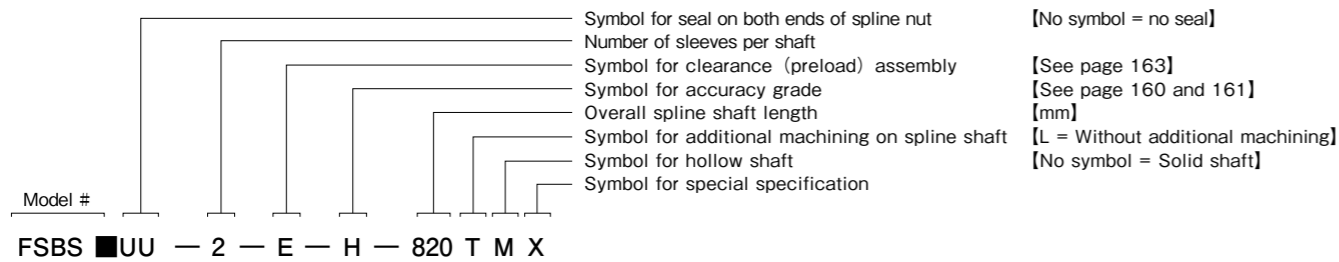 Symbol for seal on both ends of spline nut 【No symbol = no seal】
Number of sleeves per shaft
Symbol for clearance (preload) assembly 【See page 163】
Symbol for accuracy grade 【See page 160 and 161】
Overall spline shaft length 【mm】
Symbol for additional machining on spline shaft 【L = Without additional machining】
Symbol for hollow shaft 【No symbol = Solid shaft】
Symbol for special specification
Model #
FSBS ■UU — 2 — E — H — 820 T M X